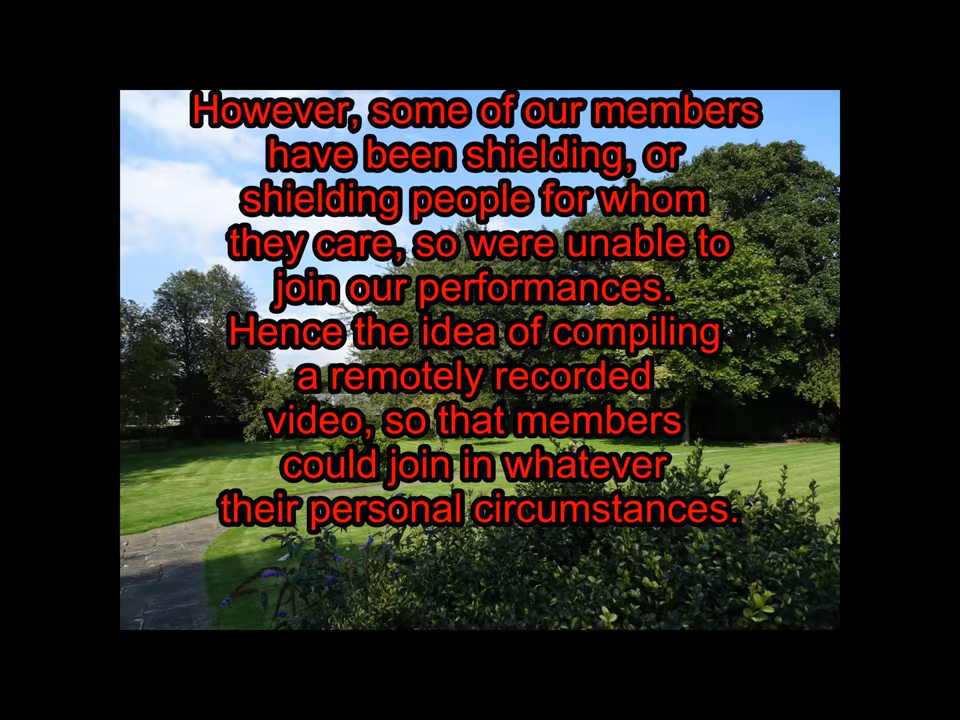 However, some of our members
have been shielding, or
shielding people for whom
they care, so were unable to
join our performances.
Hence the idea of compiling
a remotely recorded
video, so that members
could join in whatever
their personal circumstances.